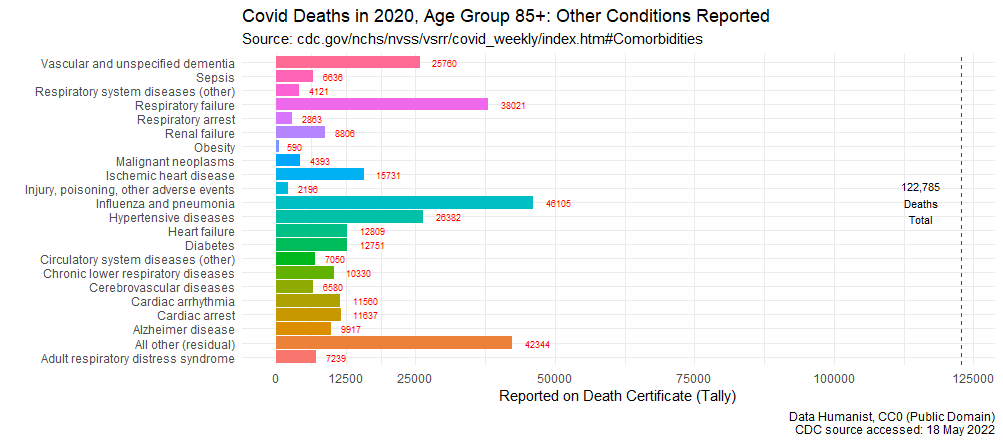 Covid Deaths in 2020, Age Group 85+: Other Conditions Reported
Source: cdc.gov/nchs/nvss/vsrr/covid_weekly/index.htm#Comorbidities
Vascular and unspecified dementia 25760
Sepsis 6636
Respiratory system diseases (other) 4121
Respiratory failure 38021
Respiratory arrest 2863
Renal failure 8806
Obesity 590
Malignant neoplasms 4393
Ischemic heart disease 15731
Injury, poisoning, other adverse events 2196
Influenza and pneumonia 46105
Hypertensive diseases 26382
Heart failure 12809
Diabetes 12751
Circulatory system diseases (other) 7050
Chronic lower respiratory diseases 10330
Cerebrovascular diseases 6580
Cardiac arrhythmia 11560
Cardiac arrest 11637
Alzheimer disease 9917
All other (residual) 42344
Adult respiratory distress syndrome 7239
122,785
Deaths
Total
0 12500 25000 50000 75000 100000 125000
Reported on Death Certificate (Tally)
Data Humanist, CC0 (Public Domain)
CDC source accessed: 18 May 2022